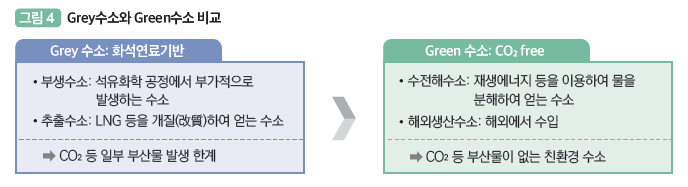 그림 4 Grey수소와 Green수소 비교
Grey 수소: 화석연료기반
• 부생수소: 석유화학 공정에서 부가적으로
발생하는 수소
• 추출수소: LNG 등을 개질(改質)하여 얻는 수소
➡ CO₂ 등 일부 부산물 발생 한계
Green 수소: CO₂ free
• 수전해수소: 재생에너지 등을 이용하여 물을
분해하여 얻는 수소
• 해외생산수소: 해외에서 수입
➡ CO₂ 등 부산물이 없는 친환경 수소